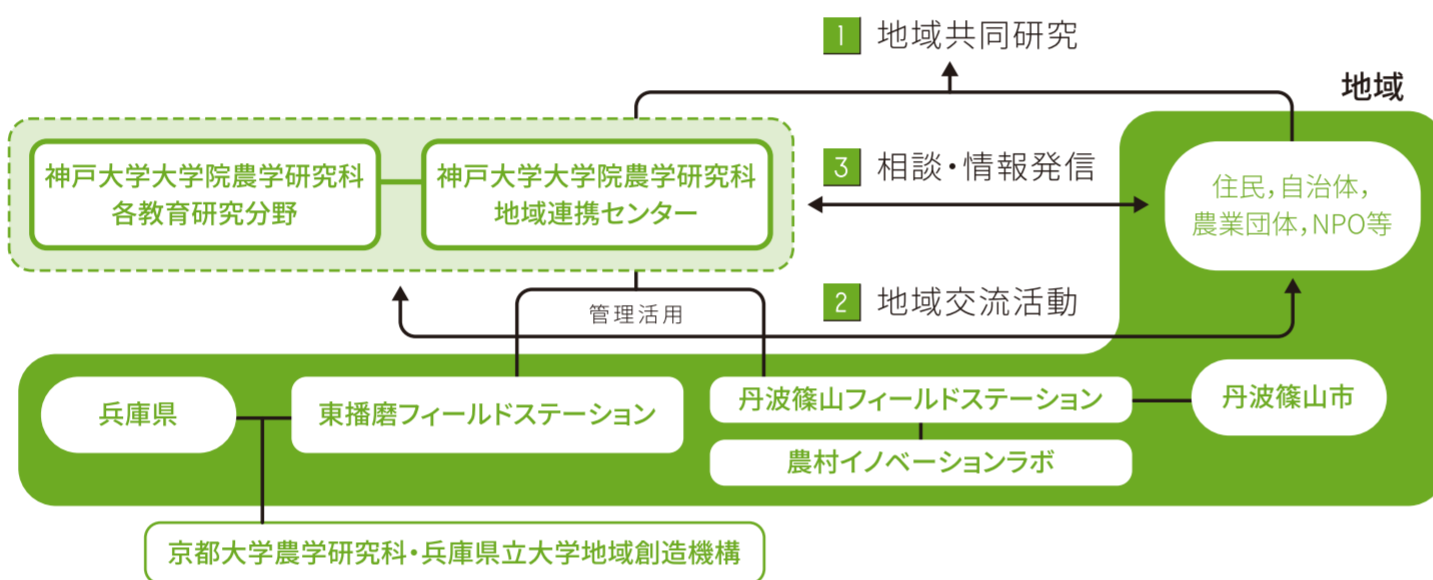 1 地域共同研究
地域
神戸大学大学院農学研究科
各教育研究分野
神戸大学大学院農学研究科
地域連携センター
3 相談・情報発信
住民，自治体，
農業団体，NPO等
管理活用
2 地域交流活動
兵庫県
東播磨フィールドステーション
丹波篠山フィールドステーション
丹波篠山市
農村イノベーションラボ
京都大学農学研究科・兵庫県立大学地域創造機構